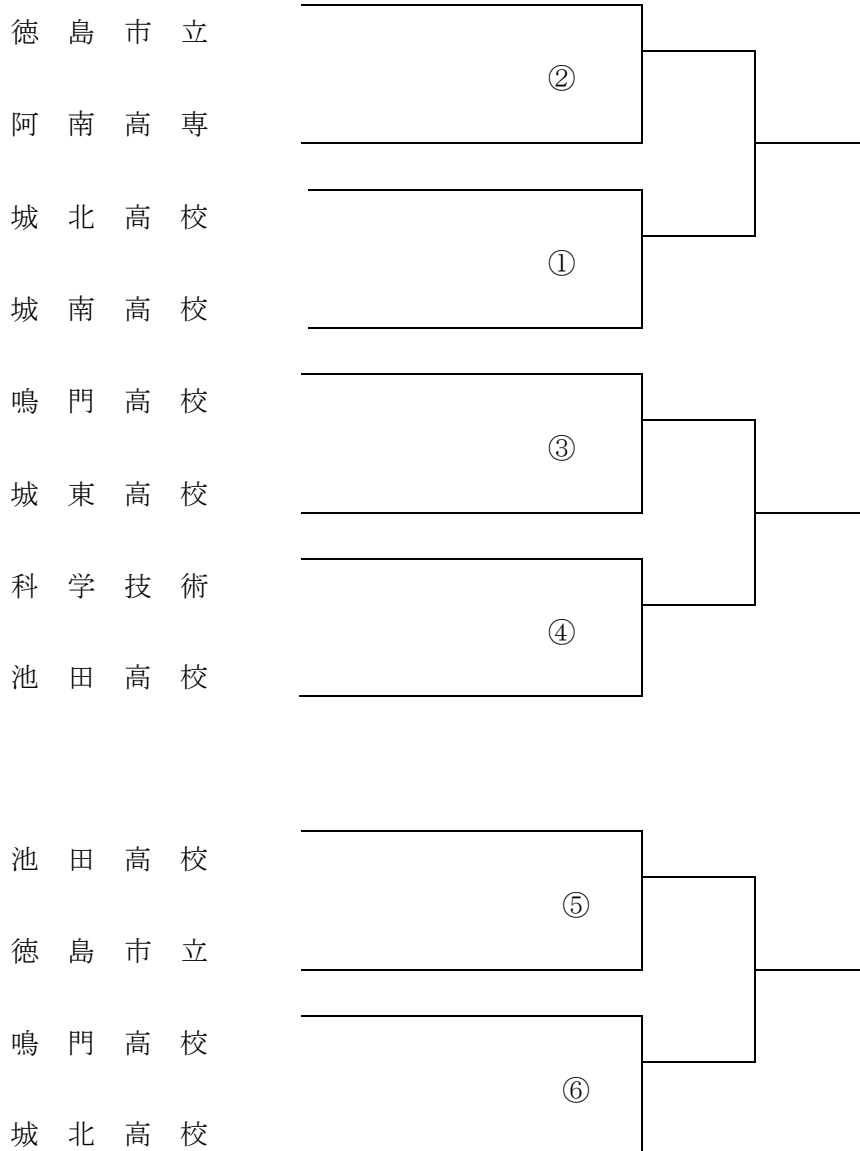 徳島市立
②
阿南高専
城北高校
①
城南高校
鳴門高校
③
城東高校
科学技術
④
池田高校
池田高校
⑤
徳島市立
鳴門高校
⑥
城北高校